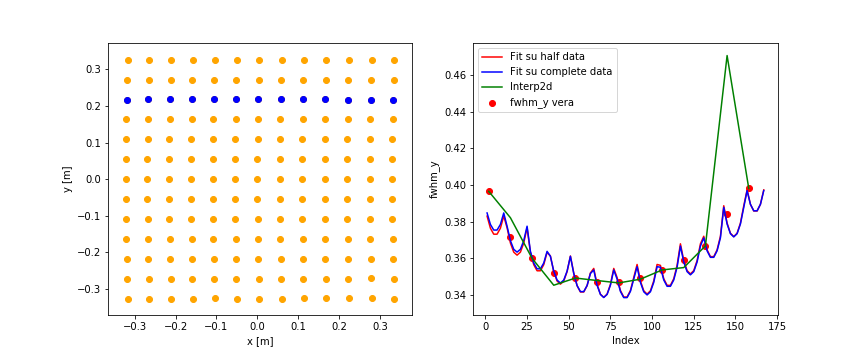 0.3
0.2
0.1
0.0
−0.1
−0.2
−0.3
y [m]
−0.3 −0.2 −0.1 0.0 0.1 0.2 0.3
x [m]
Fit su half data
Fit su complete data
Interp2d
fwhm_y vera
0.46
0.44
0.42
0.40
0.38
0.36
0.34
fwhm_y
0 25 50 75 100 125 150 175
Index